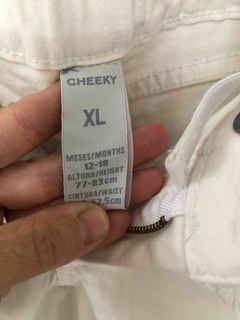 CHEEKY
XL
MESES/MONTHS
12-18
ALTURA/HEIGHT
77-83cm
CINTURA/WAIST